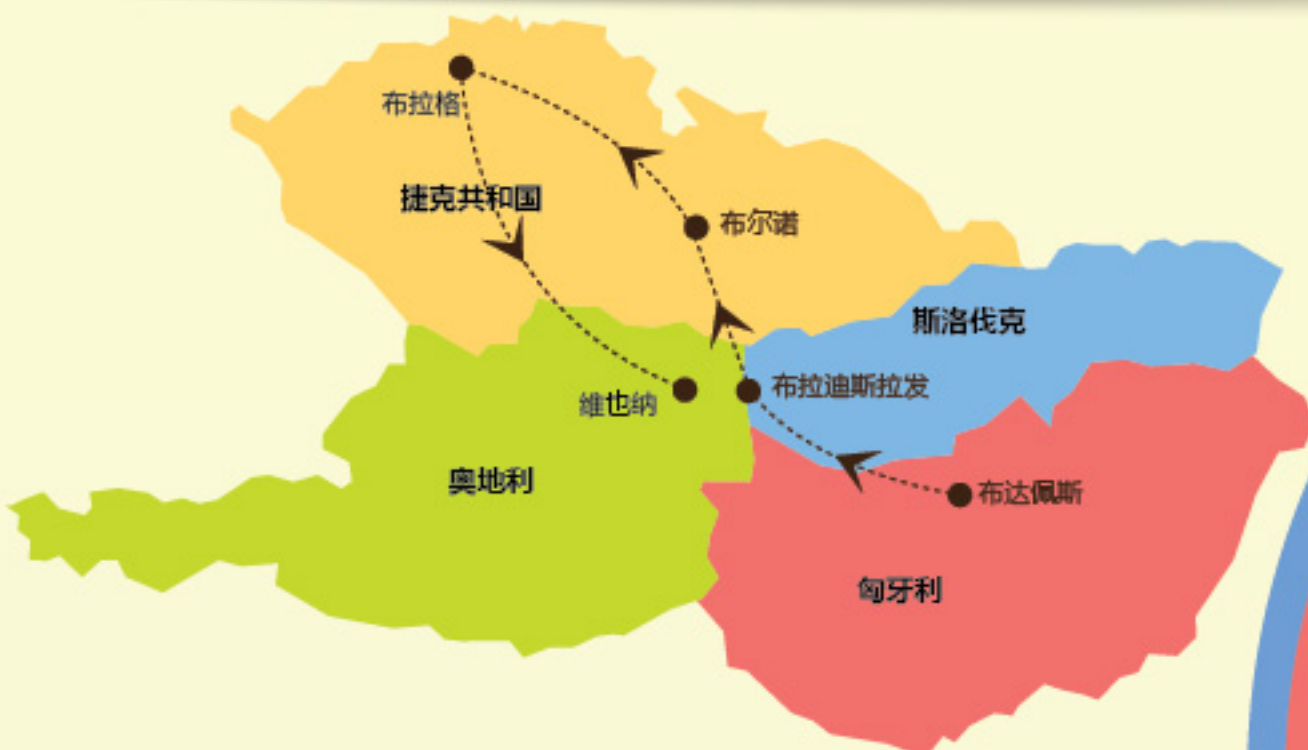 布拉格
捷克共和国
布尔诺
斯洛伐克
布拉迪斯拉发
维也纳
奥地利
布达佩斯
匈牙利